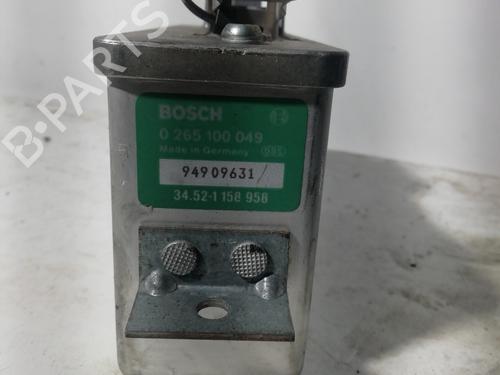 BOSCH
0 265 100 049
Made in Germany
94909631/
34.52-1 158 958
B-PARTS